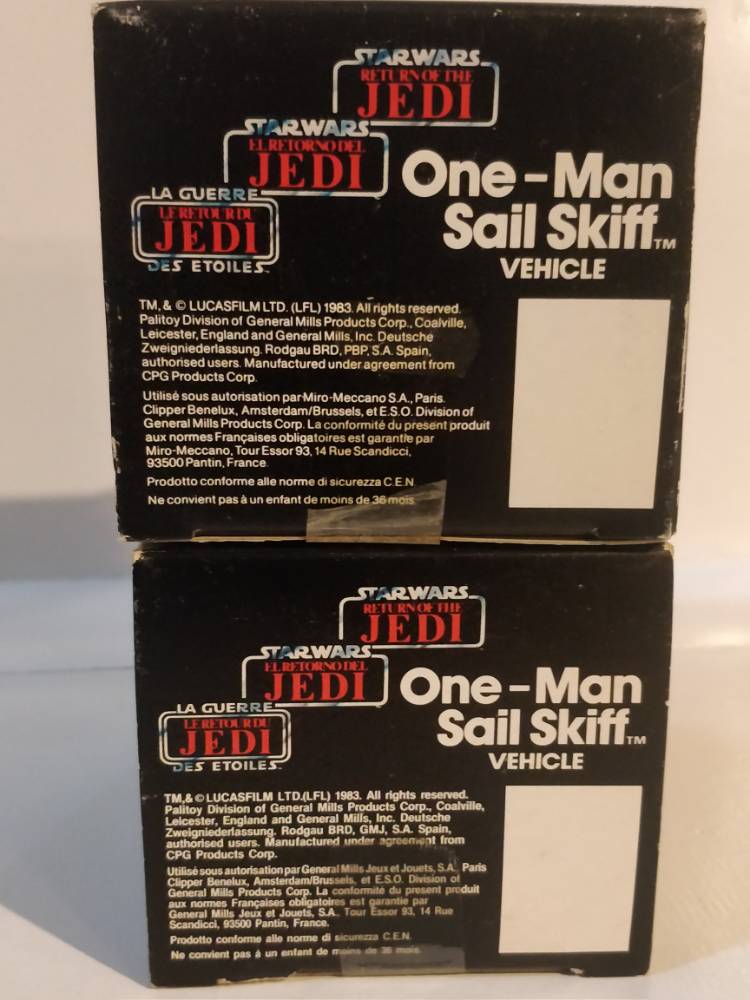 STAR WARS
RETURN OF THE
JEDI
STAR WARS
EL RETORNO DEL
JEDI
LA GUERRE
LE RETOUR DU
JEDI
DES ETOILES
One-Man
Sail Skiff™
VEHICLE
TM, & © LUCASFILM LTD. (LFL) 1983. All rights reserved.
Palitoy Division of General Mills Products Corp., Coalville,
Leicester, England and General Mills, Inc. Deutsche
Zweigniederlassung. Rodgau BRD, PBP, S.A. Spain,
authorised users. Manufactured under agreement from
CPG Products Corp.
Utilisé sous autorisation par Miro-Meccano S.A., Paris.
Clipper Benelux, Amsterdam/Brussels, et E.S.O. Division of
General Mills Products Corp. La conformité du présent produit
aux normes Françaises obligatoires est garantie par
Miro-Meccano, Tour Essor 93, 14 Rue Scandicci,
93500 Pantin, France.
Prodotto conforme alle norme di sicurezza C.E.N.
Ne convient pas à un enfant de moins de 36 mois.
STAR WARS
RETURN OF THE
JEDI
STAR WARS
EL RETORNO DEL
JEDI
LA GUERRE
LE RETOUR DU
JEDI
DES ETOILES
One-Man
Sail Skiff™
VEHICLE
TM,& © LUCASFILM LTD.(LFL) 1983. All rights reserved.
Palitoy Division of General Mills Products Corp., Coalville,
Leicester, England and General Mills, Inc. Deutsche
Zweigniederlassung. Rodgau BRD, GMJ, S.A. Spain,
authorised users. Manufactured under agreement from
CPG Products Corp.
Utilisé sous autorisation par General Mills Jeux et Jouets, S.A. Paris
Clipper Benelux, Amsterdam/Brussels, et E.S.O. Division of
General Mills Products Corp. La conformité du present produit
aux normes Françaises obligatoires est garantie par
General Mills Jeux et Jouets, S.A. Tour Essor 93, 14 Rue
Scandicci, 93500 Pantin, France.
Prodotto conforme alle norme di sicurezza C.E.N.
Ne convient pas à un enfant de moins de 36 mois.